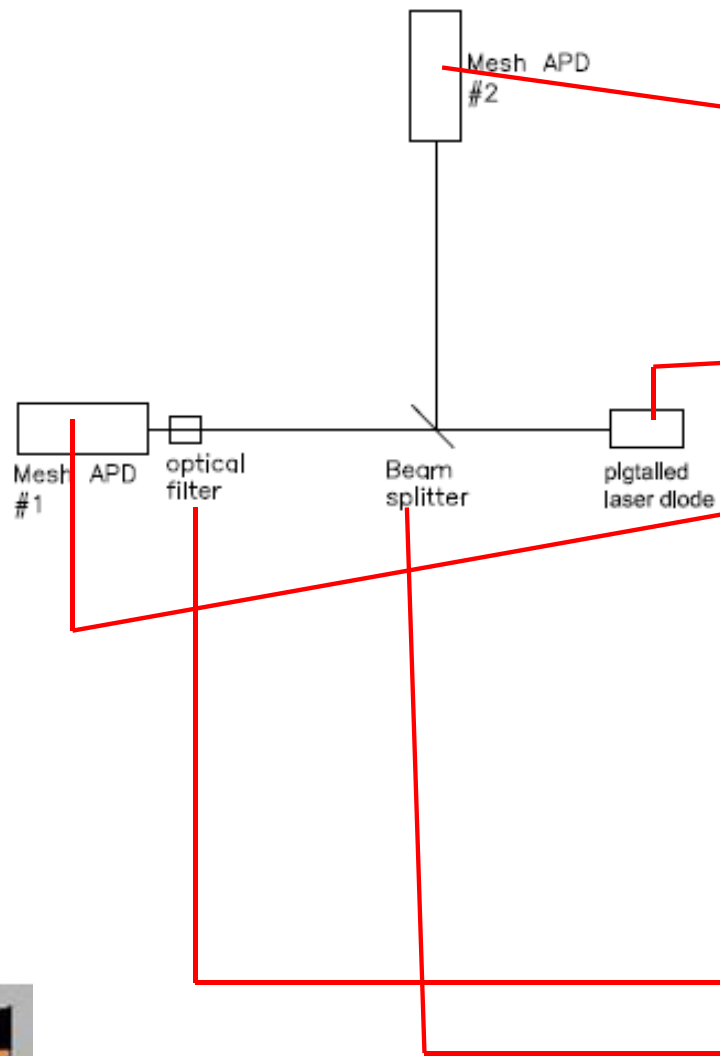 Mesh APD
#2
Mesh APD
#1
optical
filter
Beam
splitter
pigtailed
laser diode